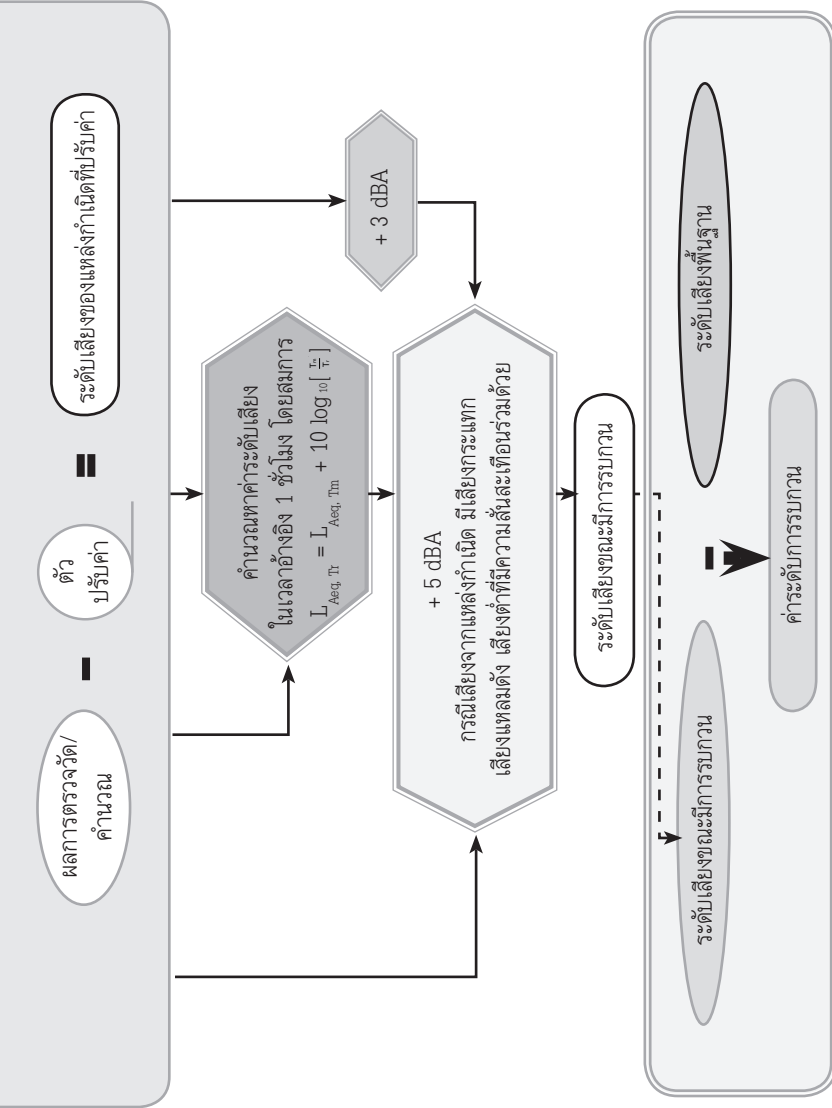 ผลการตรวจวัด/
คำนวณ
-
ตัว
ปรับค่า
=
ระดับเสียงของแหล่งกำเนิดที่ปรับค่า
คำนวณหาค่าระดับเสียง
ในเวลาอ้างอิง 1 ชั่วโมง โดยสมการ
L Aeq, Tr = L Aeq, Tm + 10 log 10 [ Tm / Tr ]
+ 3 dBA
+ 5 dBA
กรณีเสียงจากแหล่งกำเนิด มีเสียงกระแทก
เสียงแหลมดัง เสียงต่ำที่มีความสั่นสะเทือนร่วมด้วย
ระดับเสียงขณะมีการรบกวน
ระดับเสียงขณะมีการรบกวน
-
ระดับเสียงพื้นฐาน
ค่าระดับการรบกวน